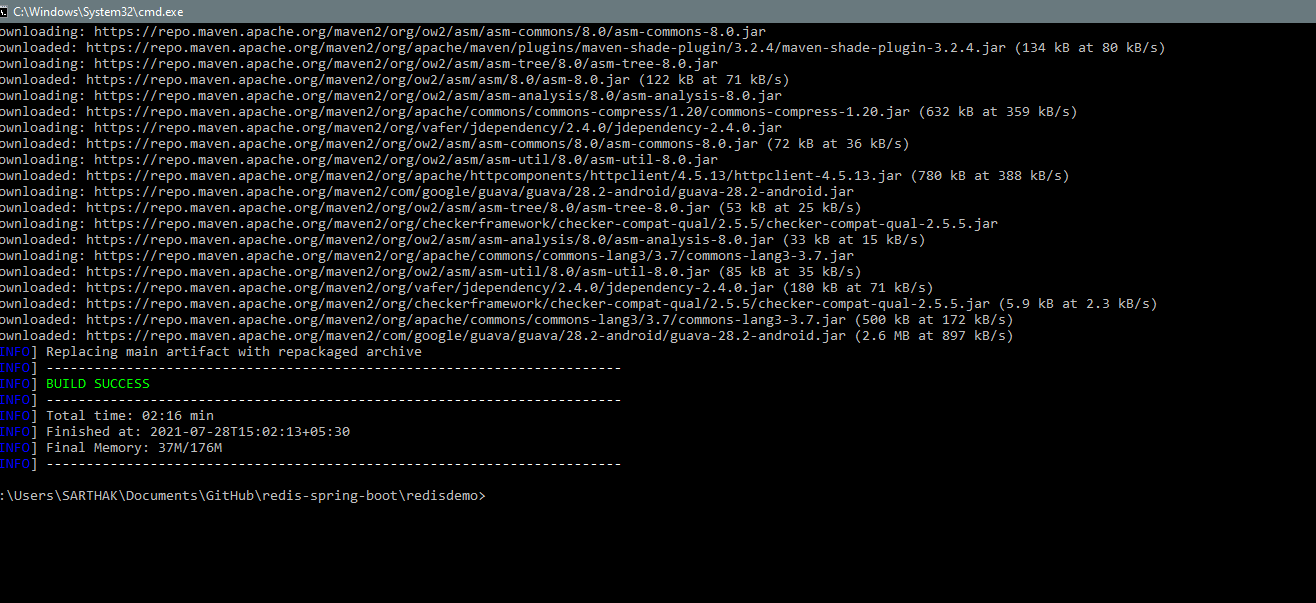 C:\Windows\System32\cmd.exe
ownloading: https://repo.maven.apache.org/maven2/org/ow2/asm/asm-commons/8.0/asm-commons-8.0.jar
ownloaded: https://repo.maven.apache.org/maven2/org/apache/maven/plugins/maven-shade-plugin/3.2.4/maven-shade-plugin-3.2.4.jar (134 kB at 80 kB/s)
ownloading: https://repo.maven.apache.org/maven2/org/ow2/asm/asm-tree/8.0/asm-tree-8.0.jar
ownloaded: https://repo.maven.apache.org/maven2/org/ow2/asm/asm/8.0/asm-8.0.jar (122 kB at 71 kB/s)
ownloading: https://repo.maven.apache.org/maven2/org/ow2/asm/asm-analysis/8.0/asm-analysis-8.0.jar
ownloaded: https://repo.maven.apache.org/maven2/org/apache/commons/commons-compress/1.20/commons-compress-1.20.jar (632 kB at 359 kB/s)
ownloading: https://repo.maven.apache.org/maven2/org/vafer/jdependency/2.4.0/jdependency-2.4.0.jar
ownloaded: https://repo.maven.apache.org/maven2/org/ow2/asm/asm-commons/8.0/asm-commons-8.0.jar (72 kB at 36 kB/s)
ownloading: https://repo.maven.apache.org/maven2/org/ow2/asm/asm-util/8.0/asm-util-8.0.jar
ownloaded: https://repo.maven.apache.org/maven2/org/apache/httpcomponents/httpclient/4.5.13/httpclient-4.5.13.jar (780 kB at 388 kB/s)
ownloading: https://repo.maven.apache.org/maven2/com/google/guava/guava/28.2-android/guava-28.2-android.jar
ownloaded: https://repo.maven.apache.org/maven2/org/ow2/asm/asm-tree/8.0/asm-tree-8.0.jar (53 kB at 25 kB/s)
ownloading: https://repo.maven.apache.org/maven2/org/checkerframework/checker-compat-qual/2.5.5/checker-compat-qual-2.5.5.jar
ownloaded: https://repo.maven.apache.org/maven2/org/ow2/asm/asm-analysis/8.0/asm-analysis-8.0.jar (33 kB at 15 kB/s)
ownloading: https://repo.maven.apache.org/maven2/org/apache/commons/commons-lang3/3.7/commons-lang3-3.7.jar
ownloaded: https://repo.maven.apache.org/maven2/org/ow2/asm/asm-util/8.0/asm-util-8.0.jar (85 kB at 35 kB/s)
ownloaded: https://repo.maven.apache.org/maven2/org/vafer/jdependency/2.4.0/jdependency-2.4.0.jar (180 kB at 71 kB/s)
ownloaded: https://repo.maven.apache.org/maven2/org/checkerframework/checker-compat-qual/2.5.5/checker-compat-qual-2.5.5.jar (5.9 kB at 2.3 kB/s)
ownloaded: https://repo.maven.apache.org/maven2/org/apache/commons/commons-lang3/3.7/commons-lang3-3.7.jar (500 kB at 172 kB/s)
ownloaded: https://repo.maven.apache.org/maven2/com/google/guava/guava/28.2-android/guava-28.2-android.jar (2.6 MB at 897 kB/s)
INFO] Replacing main artifact with repackaged archive
INFO] ------------------------------------------------------------------------
INFO] BUILD SUCCESS
INFO] ------------------------------------------------------------------------
INFO] Total time: 02:16 min
INFO] Finished at: 2021-07-28T15:02:13+05:30
INFO] Final Memory: 37M/176M
INFO] ------------------------------------------------------------------------
:\Users\SARTHAK\Documents\GitHub\redis-spring-boot\redisdemo>